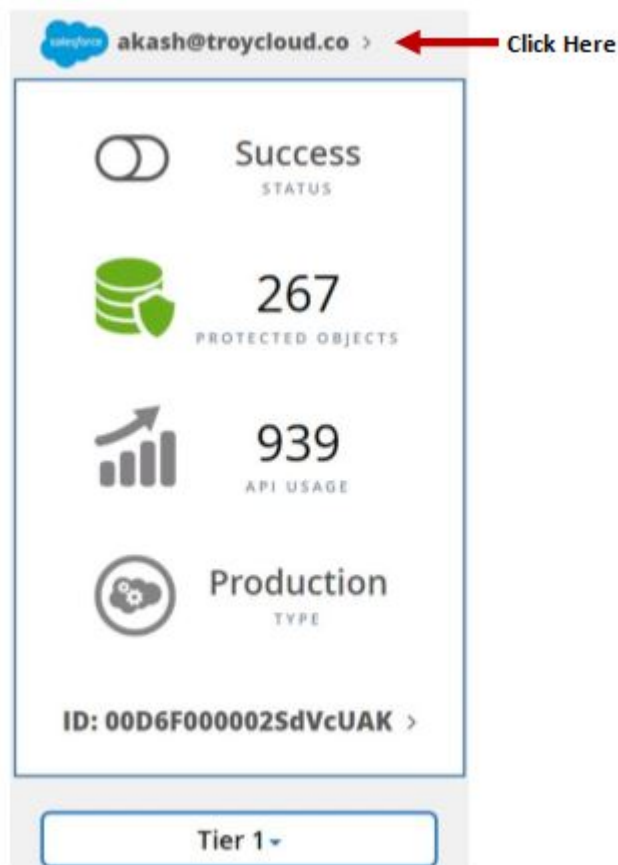 salesforce akash@troycloud.co >
Click Here
Success
STATUS
267
PROTECTED OBJECTS
939
API USAGE
Production
TYPE
ID: 00D6F000002SdVcUAK >
Tier 1